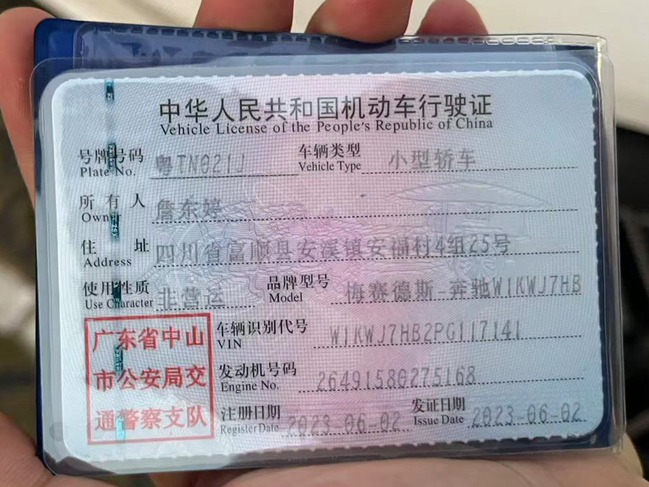 中华人民共和国机动车行驶证
Vehicle License of the People's Republic of China
号牌号码 粤TN021J 车辆类型 小型轿车
Plate No. Vehicle Type
所有人 詹东婷
Owner
住址 四川省富顺县安溪镇安福村4组25号
Address
使用性质 非营运 品牌型号 梅赛德斯-奔驰W1KWJ7HB
Use Character Model
广东省中山
市公安局交
通警察支队
车辆识别代号 W1KWJ7HB2PG117141
VIN
发动机号码 26491580275168
Engine No.
注册日期 2023-06-02 发证日期 2023-06-02
Register Date Issue Date